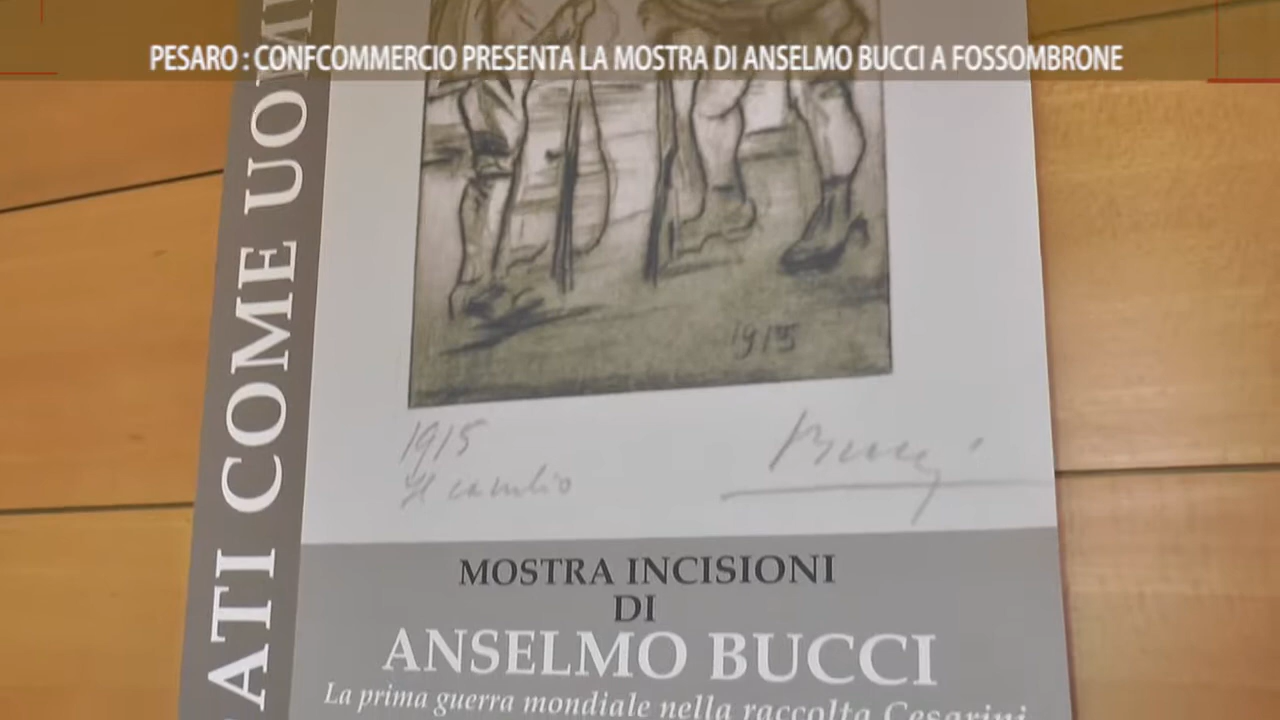 PESARO : CONFCOMMERCIO PRESENTA LA MOSTRA DI ANSELMO BUCCI A FOSSOMBRONE
ATI COME UOMI
1915
1915
Il cambio
Bucci
MOSTRA INCISIONI
DI
ANSELMO BUCCI
La prima guerra mondiale nella raccolta Cesarini